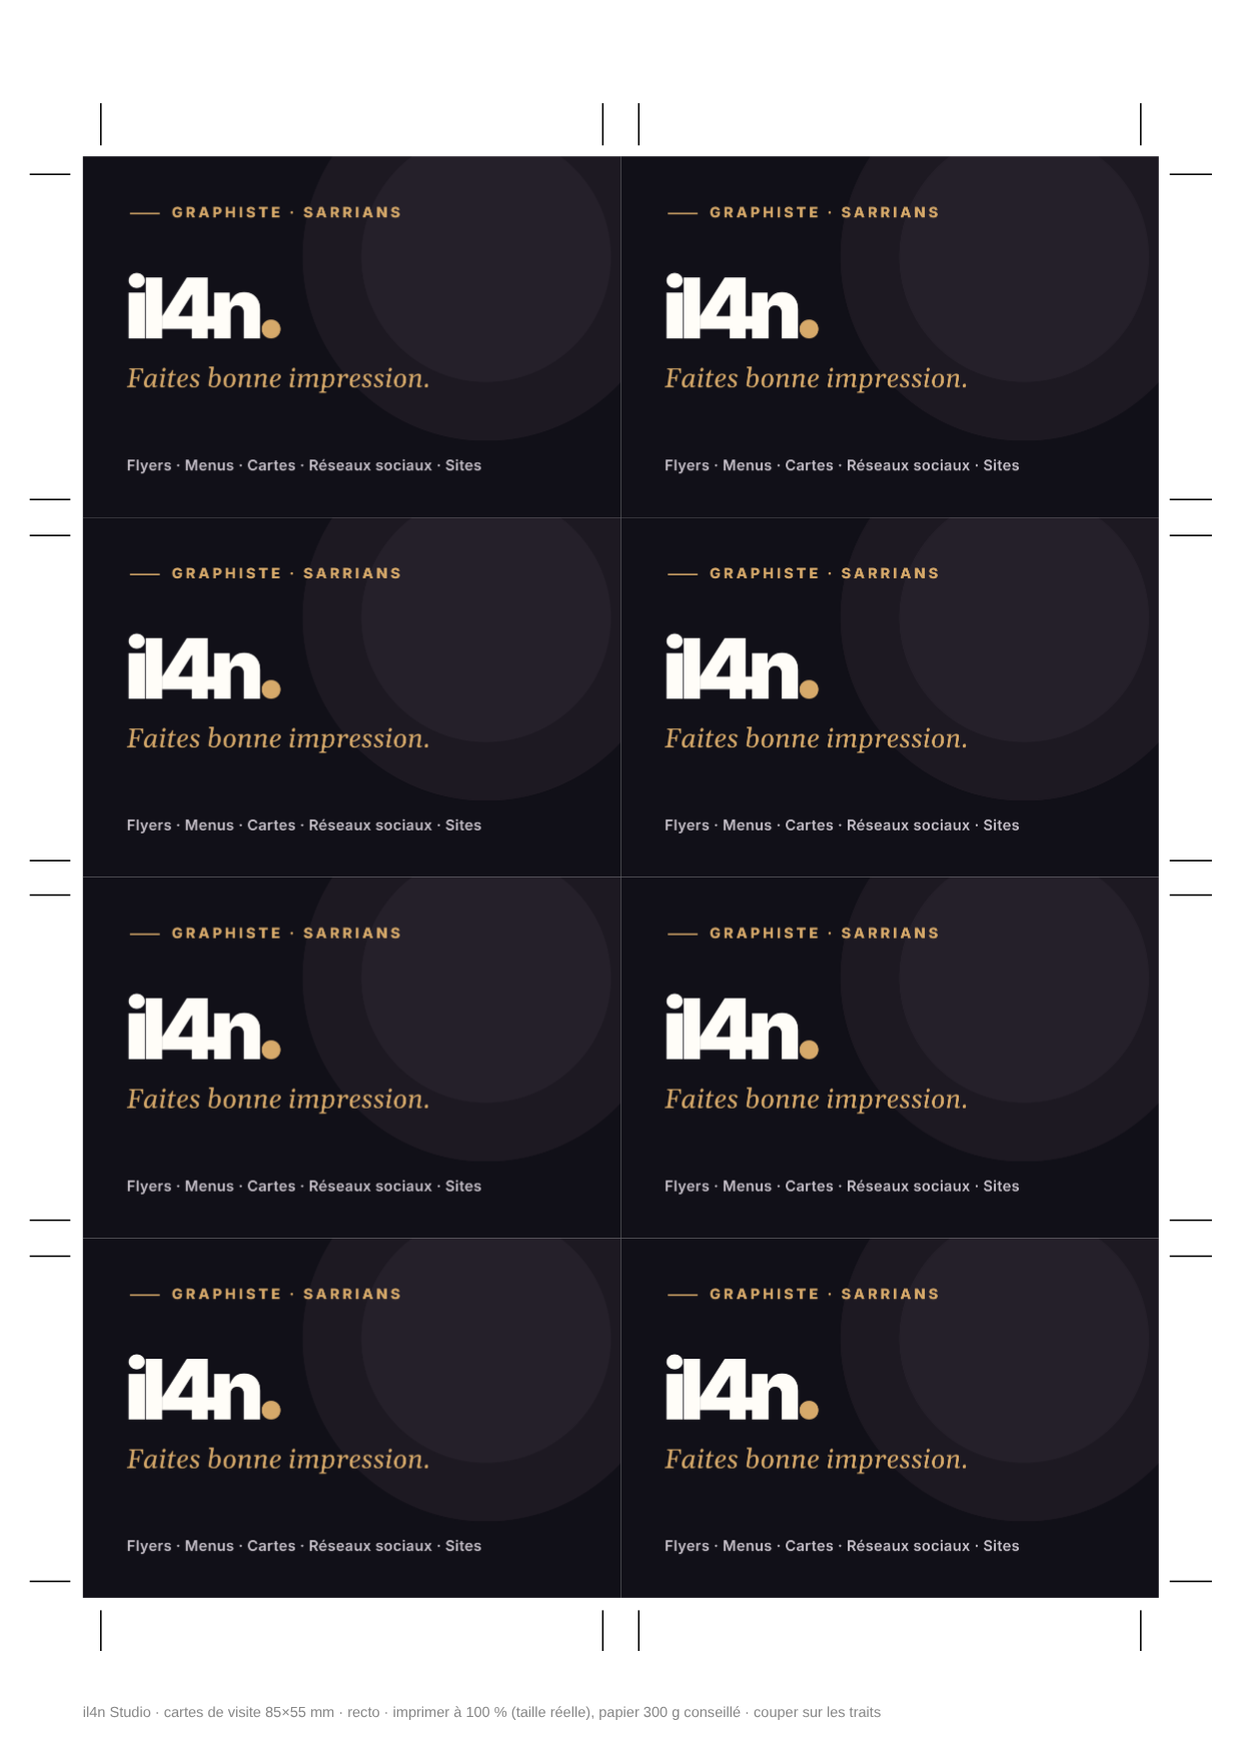 GRAPHISTE · SARRIANS
il4n.
Faites bonne impression.
Flyers · Menus · Cartes · Réseaux sociaux · Sites
GRAPHISTE · SARRIANS
il4n.
Faites bonne impression.
Flyers · Menus · Cartes · Réseaux sociaux · Sites
GRAPHISTE · SARRIANS
il4n.
Faites bonne impression.
Flyers · Menus · Cartes · Réseaux sociaux · Sites
GRAPHISTE · SARRIANS
il4n.
Faites bonne impression.
Flyers · Menus · Cartes · Réseaux sociaux · Sites
GRAPHISTE · SARRIANS
il4n.
Faites bonne impression.
Flyers · Menus · Cartes · Réseaux sociaux · Sites
GRAPHISTE · SARRIANS
il4n.
Faites bonne impression.
Flyers · Menus · Cartes · Réseaux sociaux · Sites
GRAPHISTE · SARRIANS
il4n.
Faites bonne impression.
Flyers · Menus · Cartes · Réseaux sociaux · Sites
GRAPHISTE · SARRIANS
il4n.
Faites bonne impression.
Flyers · Menus · Cartes · Réseaux sociaux · Sites
il4n Studio · cartes de visite 85×55 mm · recto · imprimer à 100 % (taille réelle), papier 300 g conseillé · couper sur les traits